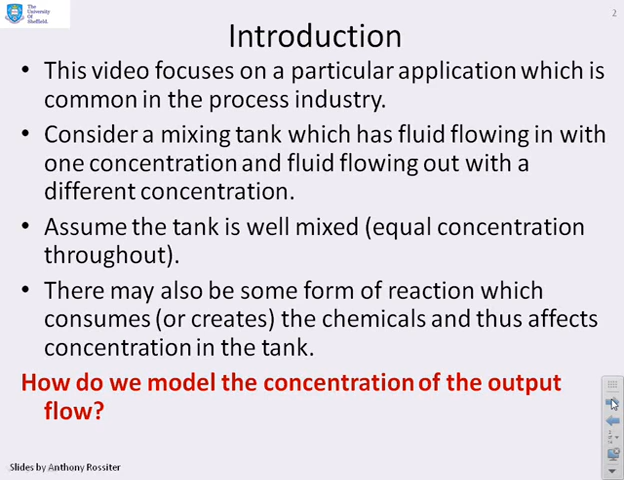 The
University
Of
Sheffield.
2
Introduction
• This video focuses on a particular application which is
common in the process industry.
• Consider a mixing tank which has fluid flowing in with
one concentration and fluid flowing out with a
different concentration.
• Assume the tank is well mixed (equal concentration
throughout).
• There may also be some form of reaction which
consumes (or creates) the chemicals and thus affects
concentration in the tank.
How do we model the concentration of the output
flow?
Slides by Anthony Rossiter